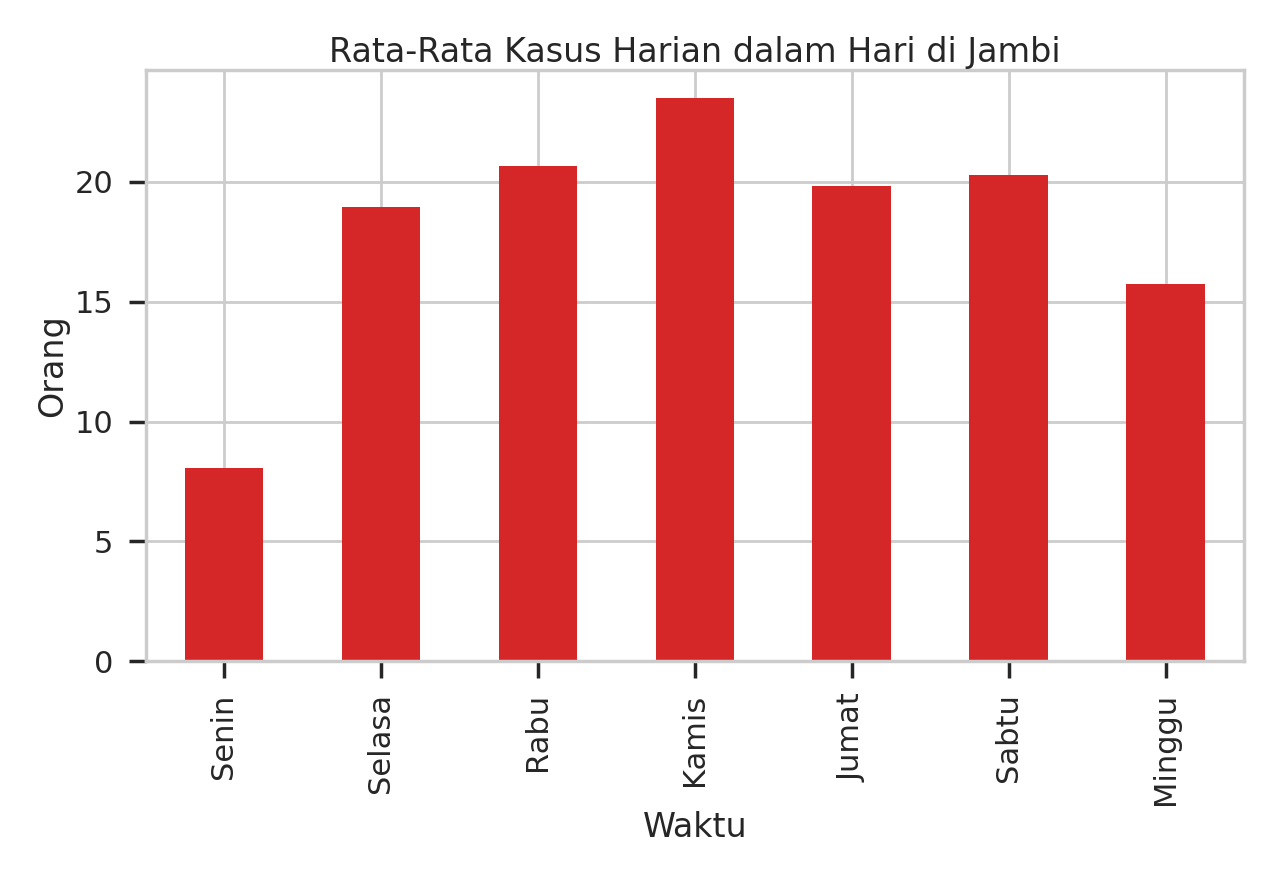 Rata-Rata Kasus Harian dalam Hari di Jambi
20
15
10
5
0
Orang
Senin
Selasa
Rabu
Kamis
Jumat
Sabtu
Minggu
Waktu